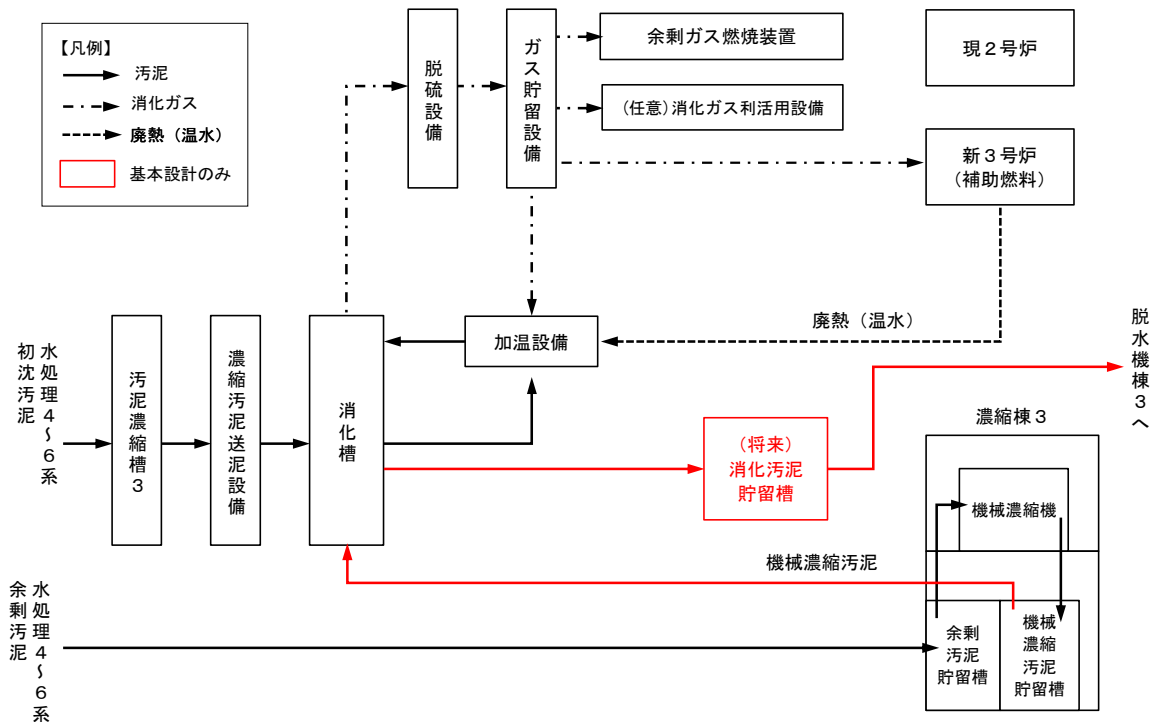 【凡例】
汚泥
消化ガス
廃熱（温水）
基本設計のみ
脱硫設備
ガス貯留設備
余剰ガス燃焼装置
(任意)消化ガス利活用設備
現２号炉
新３号炉
(補助燃料)
水処理４～６系
初沈汚泥
汚泥濃縮槽３
濃縮汚泥送泥設備
消化槽
加温設備
廃熱（温水）
脱水機棟３へ
(将来)
消化汚泥
貯留槽
濃縮棟３
機械濃縮機
機械濃縮汚泥
水処理４～６系
余剰汚泥
余剰
汚泥
貯留槽
機械
濃縮
汚泥
貯留槽